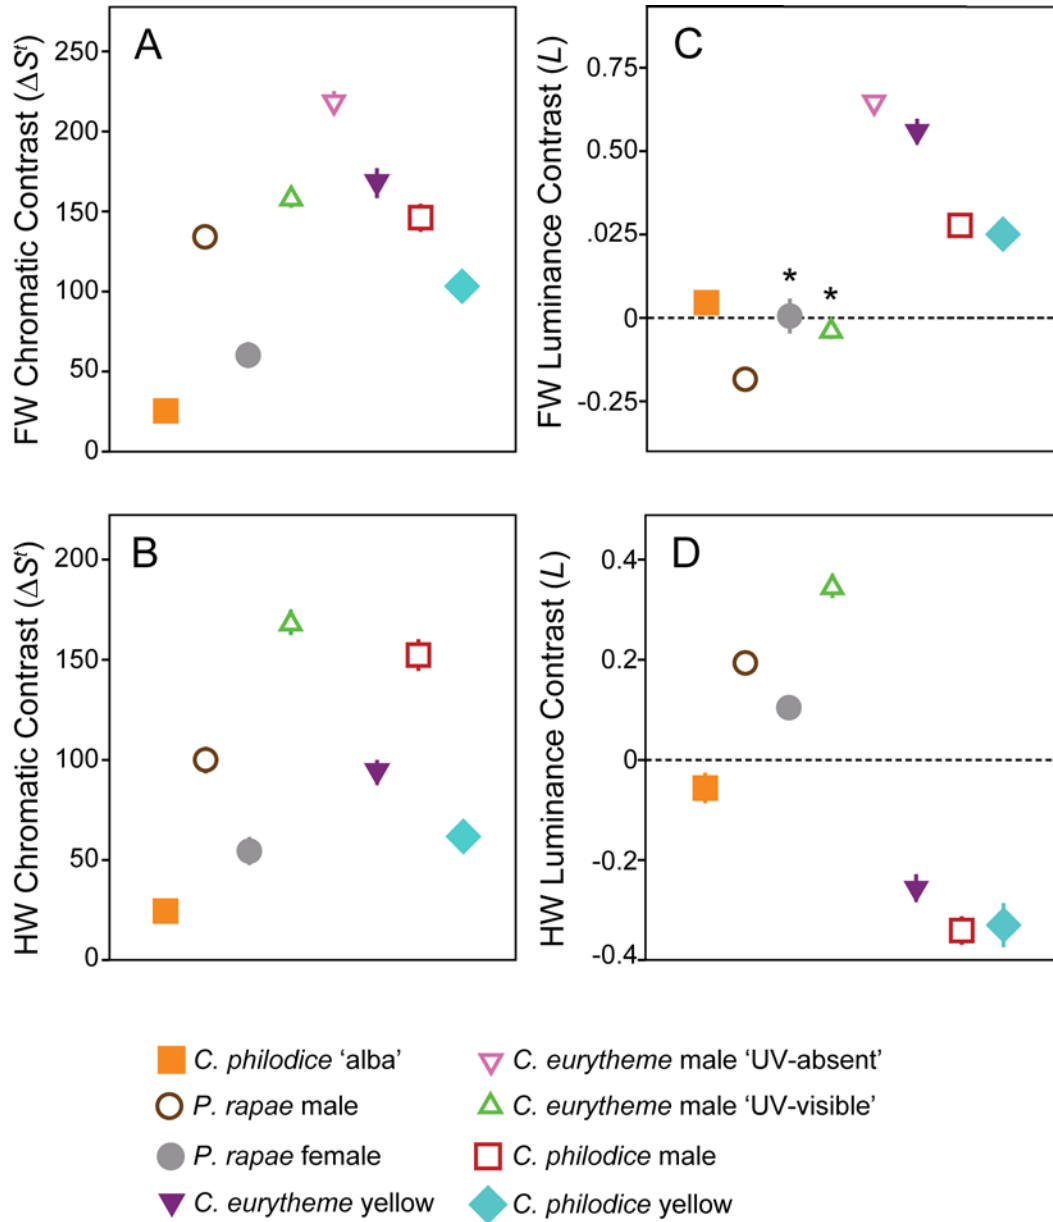 A
FW Chromatic Contrast (ΔSᵗ)
250
200
150
100
50
0
C
FW Luminance Contrast (L)
0.75
0.50
.025
0
-0.25
*
*
B
HW Chromatic Contrast (ΔSᵗ)
200
150
100
50
0
D
HW Luminance Contrast (L)
0.4
0.2
0
-0.2
-0.4
C. philodice ‘alba’
P. rapae male
P. rapae female
C. eurytheme yellow
C. eurytheme male ‘UV-absent’
C. eurytheme male ‘UV-visible’
C. philodice male
C. philodice yellow